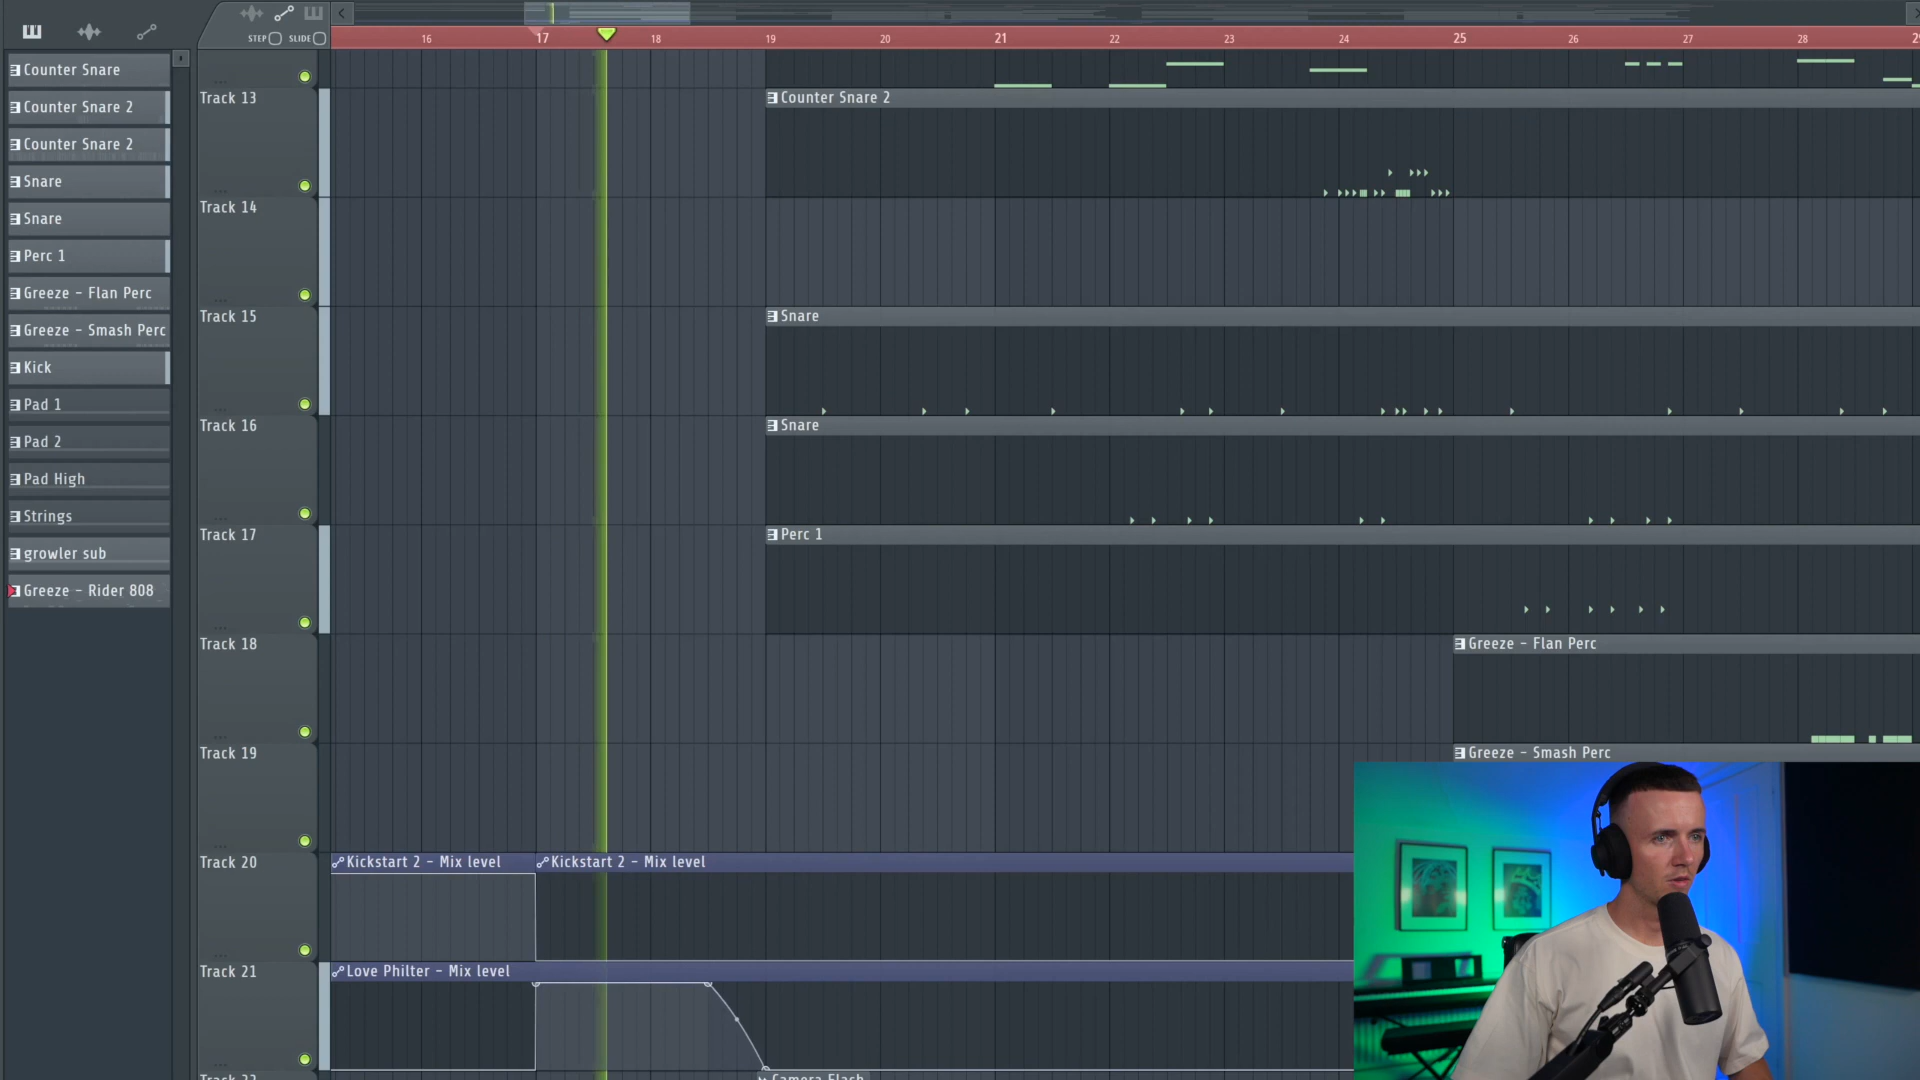 STEP SLIDE
16 17 18 19 20 21 22 23 24 25 26 27 28
Counter Snare
Counter Snare 2
Counter Snare 2
Snare
Snare
Perc 1
Greeze - Flan Perc
Greeze - Smash Perc
Kick
Pad 1
Pad 2
Pad High
Strings
growler sub
Greeze - Rider 808
Track 13
Counter Snare 2
Track 14
Track 15
Snare
Track 16
Snare
Track 17
Perc 1
Track 18
Greeze - Flan Perc
Track 19
Greeze - Smash Perc
Track 20
Kickstart 2 - Mix level Kickstart 2 - Mix level
Track 21
Love Philter - Mix level
Track 22
Camera Flash